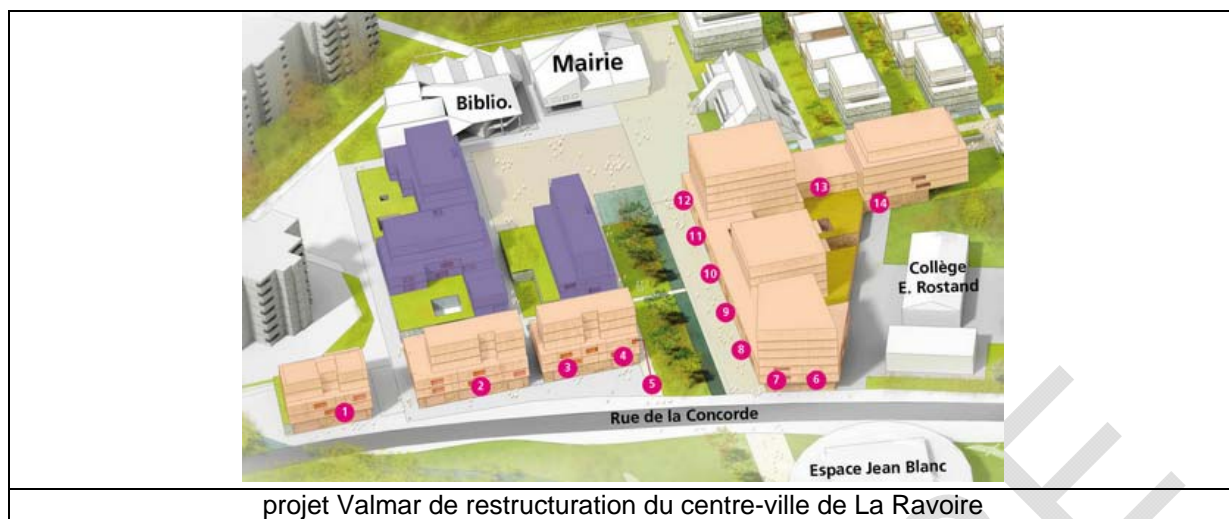 Mairie
Biblio.
12
13
14
11
10
Collège
E. Rostand
9
8
4
3
2
5
7
6
1
Rue de la Concorde
Espace Jean Blanc
projet Valmar de restructuration du centre-ville de La Ravoire